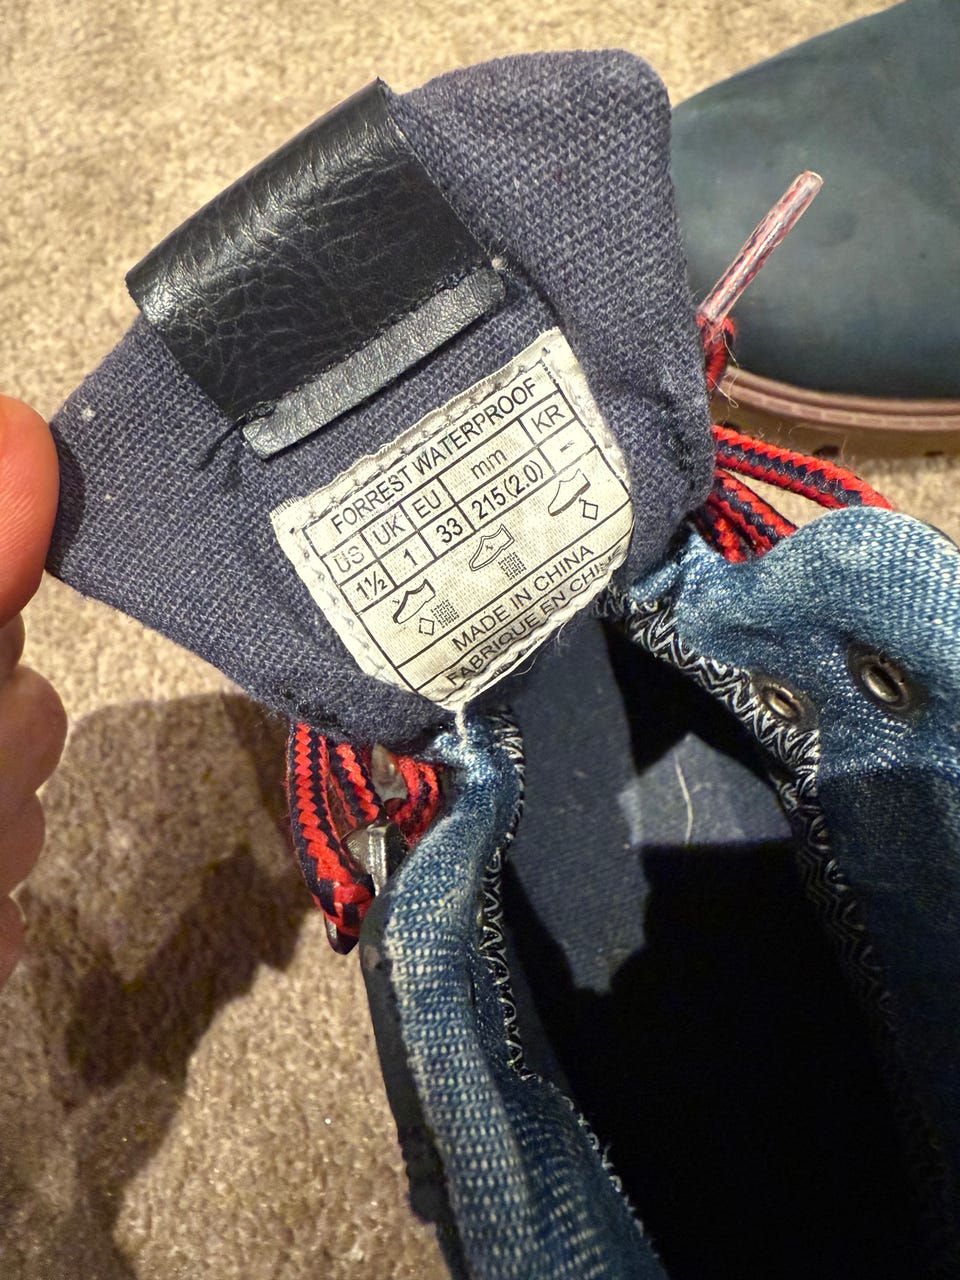 FORREST WATERPROOF
US UK EU mm KR
1½ 1 33 215(2.0) –
MADE IN CHINA
FABRIQUE EN CHINE